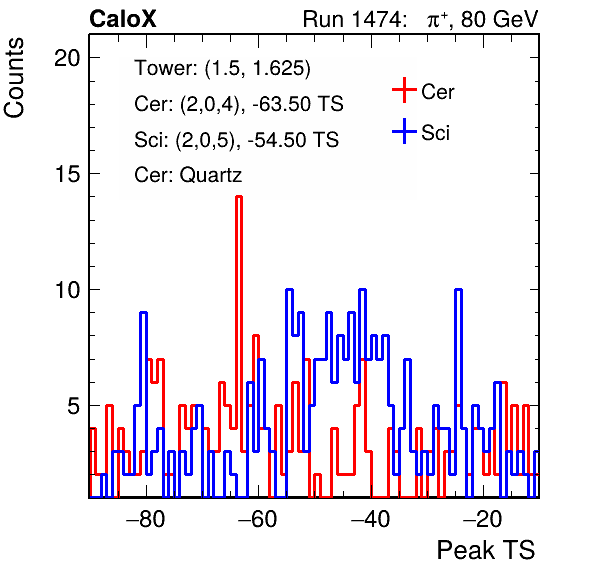 CaloX Run 1474: π⁺, 80 GeV
Counts
20
15
10
5
Tower: (1.5, 1.625)
Cer: (2,0,4), -63.50 TS
Sci: (2,0,5), -54.50 TS
Cer: Quartz
Cer
Sci
−80 −60 −40 −20
Peak TS